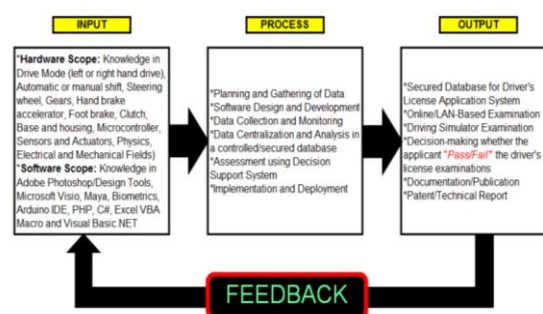 INPUT
*Hardware Scope: Knowledge in
Drive Mode (left or right hand drive),
Automatic or manual shift, Steering
wheel, Gears, Hand brake
accelerator, Foot brake, Clutch,
Base and housing, Microcontroller,
Sensors and Actuators, Physics,
Electrical and Mechanical Fields)
*Software Scope: Knowledge in
Adobe Photoshop/Design Tools,
Microsoft Visio, Maya, Biometrics,
Arduino IDE, PHP, C#, Excel VBA
Macro and Visual Basic.NET
PROCESS
*Planning and Gathering of Data
*Software Design and Development
*Data Collection and Monitoring
*Data Centralization and Analysis in
a controlled/secured database
*Assessment using Decision
Support System
*Implementation and Deployment
OUTPUT
*Secured Database for Driver's
License Application System
*Online/LAN-Based Examination
*Driving Simulator Examination
*Decision-making whether the
applicant "Pass/Fail" the driver's
license examinations
*Documentation/Publication
*Patent/Technical Report
FEEDBACK